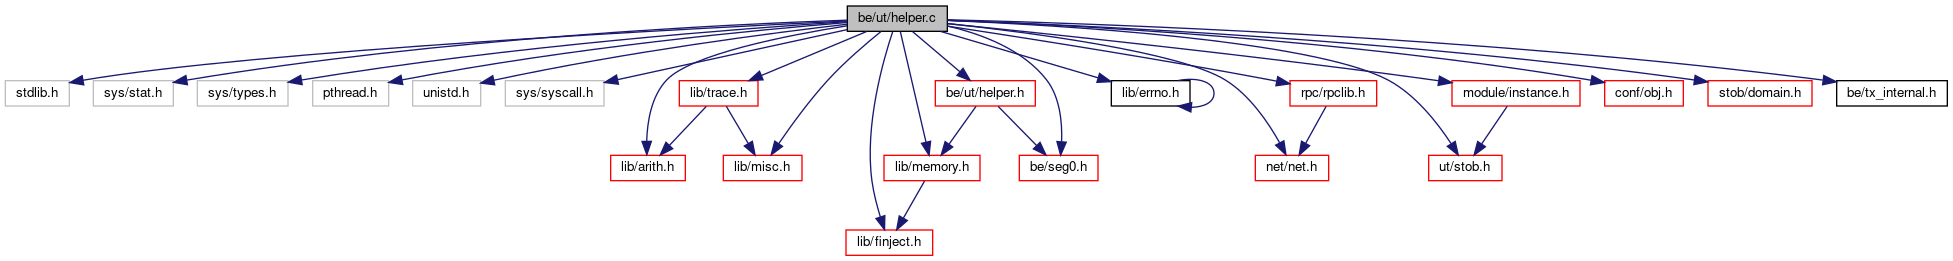 be/ut/helper.c
stdlib.h
sys/stat.h
sys/types.h
pthread.h
unistd.h
sys/syscall.h
lib/trace.h
be/ut/helper.h
lib/errno.h
rpc/rpclib.h
module/instance.h
conf/obj.h
stob/domain.h
be/tx_internal.h
lib/arith.h
lib/misc.h
lib/memory.h
be/seg0.h
net/net.h
ut/stob.h
lib/finject.h